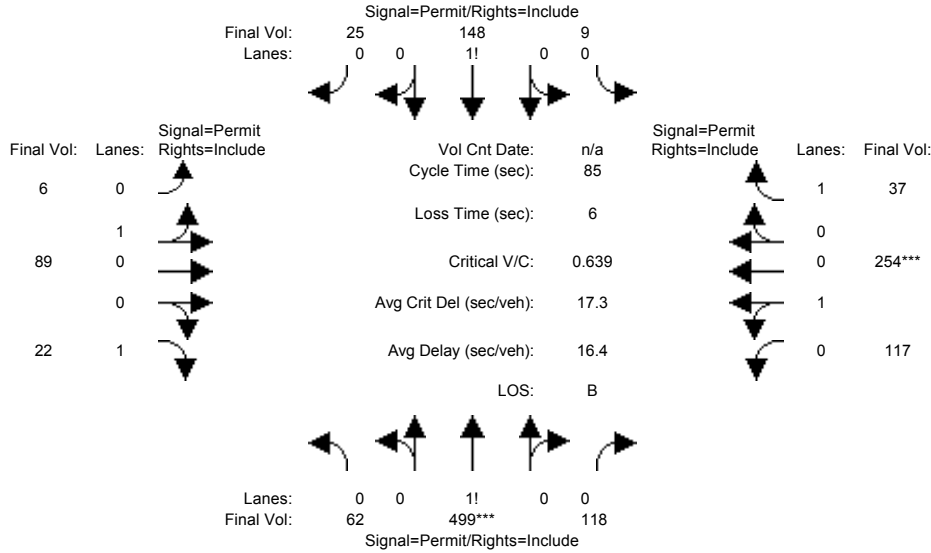 Signal=Permit/Rights=Include
Final Vol: 25 148 9
Lanes: 0 0 1! 0 0
Signal=Permit Signal=Permit
Final Vol: Lanes: Rights=Include Vol Cnt Date: n/a Rights=Include Lanes: Final Vol:
Cycle Time (sec): 85
6 0 1 37
Loss Time (sec): 6
1 0
89 0 Critical V/C: 0.639 0 254***
0 Avg Crit Del (sec/veh): 17.3 1
22 1 Avg Delay (sec/veh): 16.4 0 117
LOS: B
Lanes: 0 0 1! 0 0
Final Vol: 62 499*** 118
Signal=Permit/Rights=Include